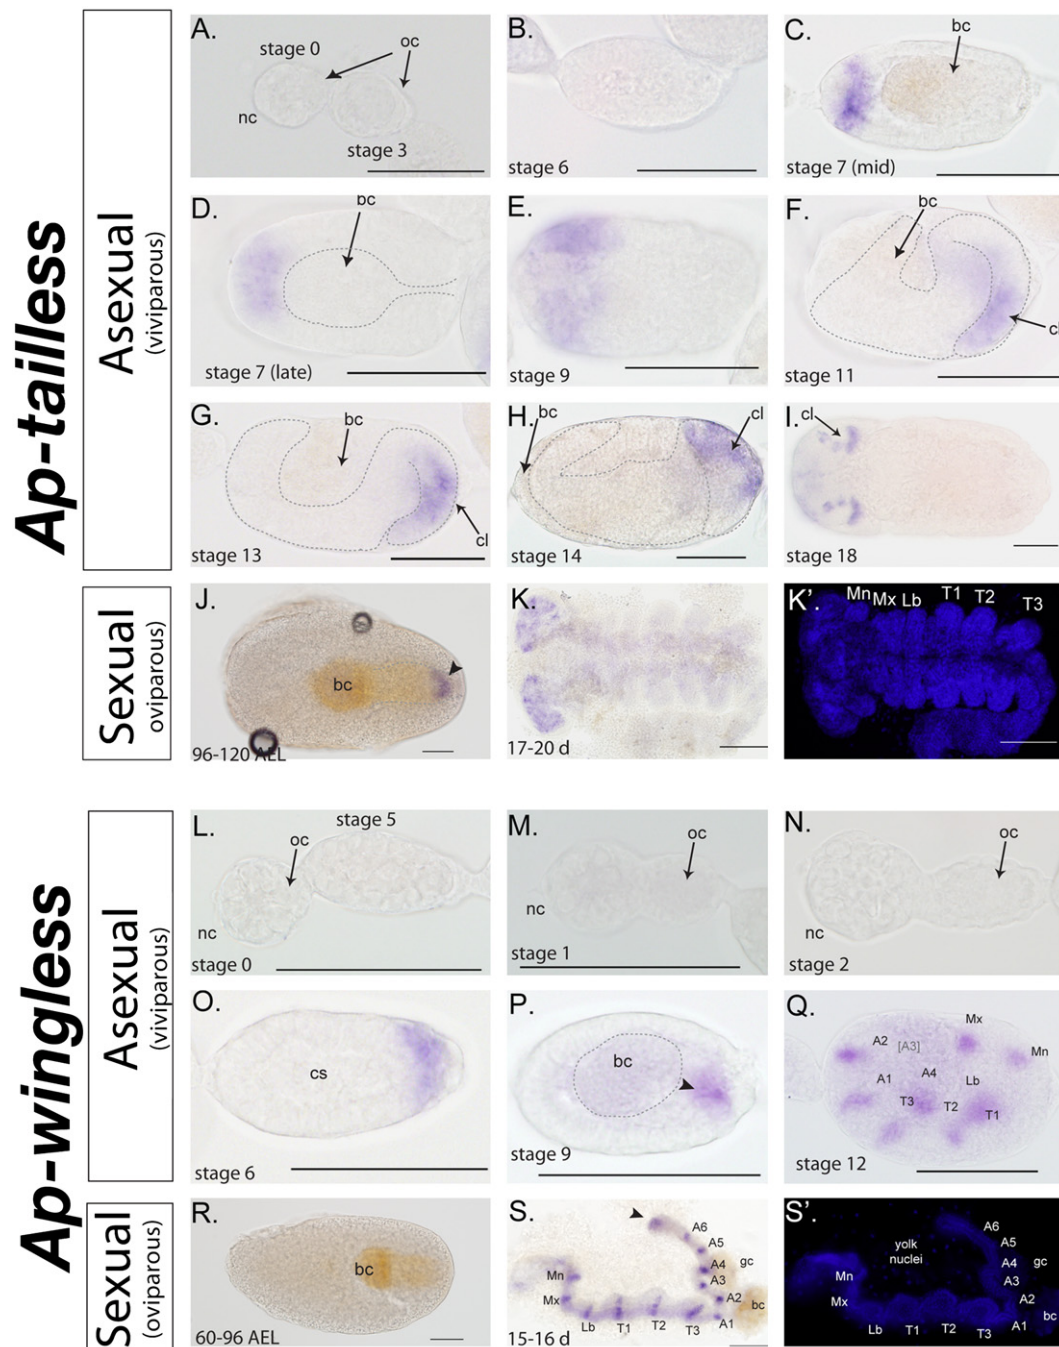 Ap-tailless
Asexual
(viviparous)
A.
stage 0
oc
nc
stage 3
B.
stage 6
C.
bc
stage 7 (mid)
D.
bc
stage 7 (late)
E.
stage 9
F.
bc
cl
stage 11
G.
bc
cl
stage 13
H.
bc
cl
stage 14
I.
cl
stage 18
Sexual
oviparous
J.
bc
96-120 AEL
K.
17-20 d
K'.
Mn Mx Lb T1 T2 T3
Ap-wingless
Asexual
(viviparous)
L.
stage 5
oc
nc
stage 0
M.
oc
nc
stage 1
N.
oc
nc
stage 2
O.
cs
stage 6
P.
bc
stage 9
Q.
Mx
A2
[A3]
Mn
A1
A4
Lb
T3
T2
T1
stage 12
Sexual
(oviparous)
R.
bc
60-96 AEL
S.
A6
A5
gc
A4
Mn
A3
Mx
A2
bc
Lb T1 T2 T3 A1
15-16 d
S'.
A6
yolk
nuclei
A5
A4
gc
Mn
A3
Mx
A2
bc
Lb T1 T2 T3 A1